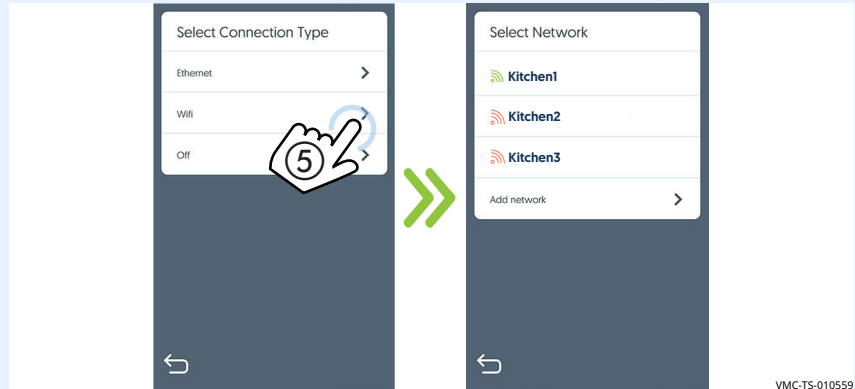 Select Connection Type
Ethernet
Wifi
Off
5
Select Network
Kitchen1
Kitchen2
Kitchen3
Add network
VMC-TS-010559